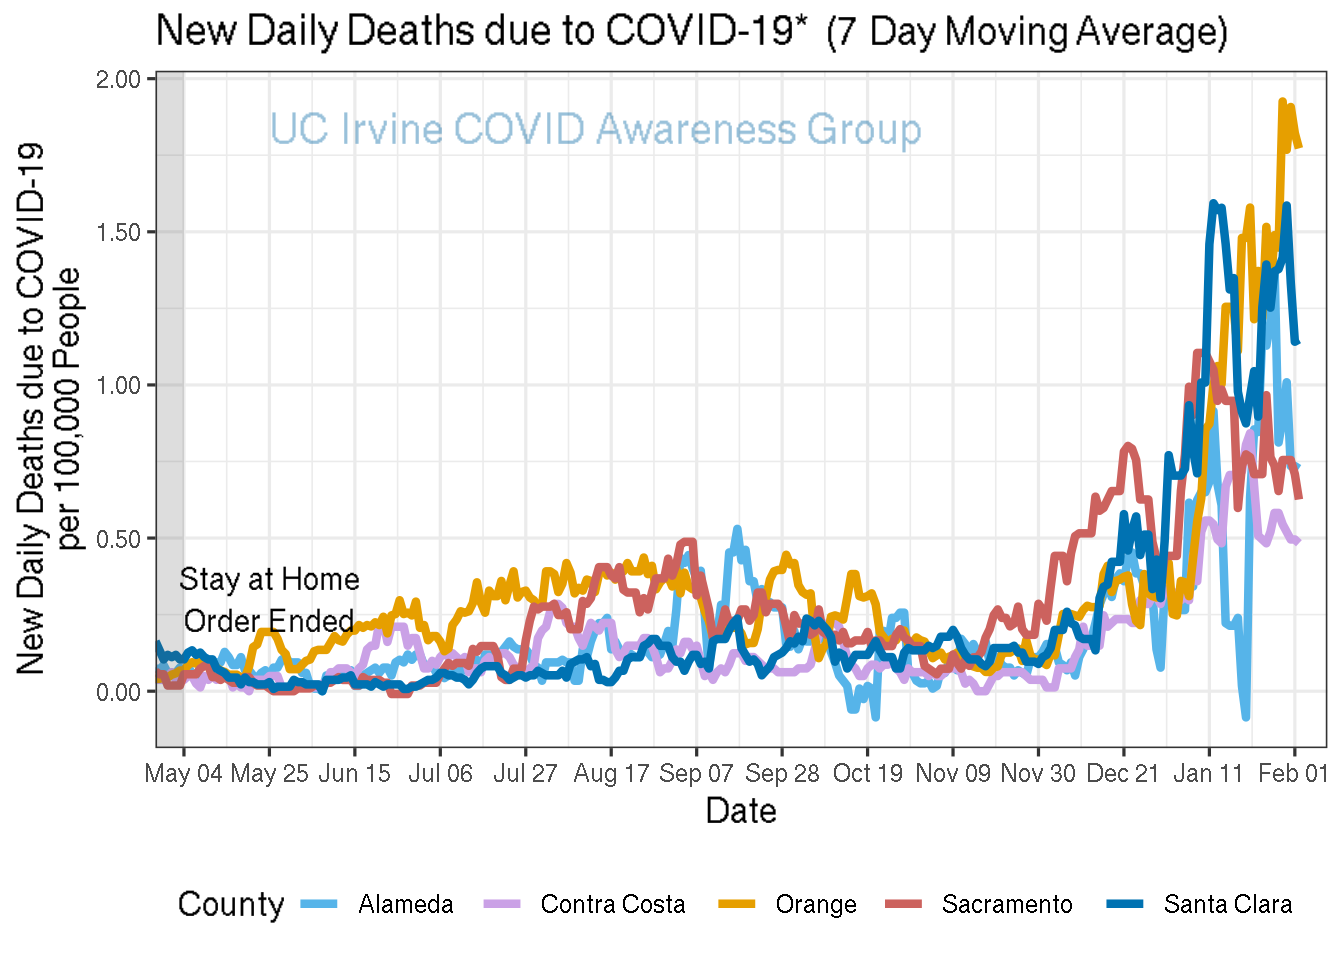 New Daily Deaths due to COVID-19* (7 Day Moving Average)
UC Irvine COVID Awareness Group
New Daily Deaths due to COVID-19
per 100,000 People
2.00
1.50
1.00
0.50
0.00
Stay at Home
Order Ended
May 04 May 25 Jun 15 Jul 06 Jul 27 Aug 17 Sep 07 Sep 28 Oct 19 Nov 09 Nov 30 Dec 21 Jan 11 Feb 01
Date
County Alameda Contra Costa Orange Sacramento Santa Clara